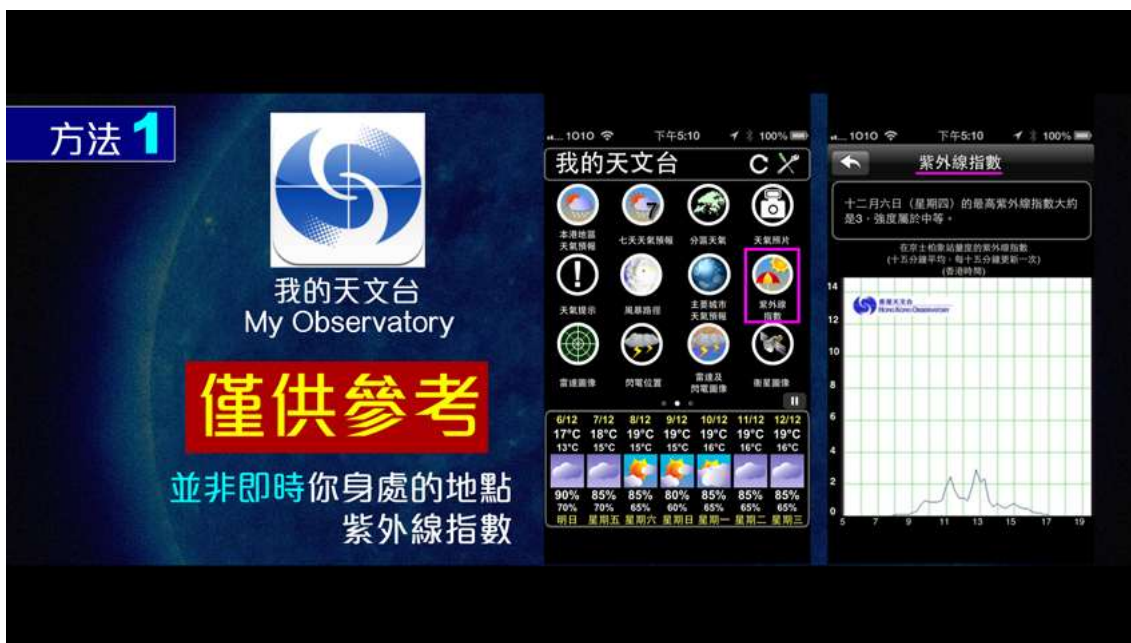 方法 1
我的天文台
My Observatory
僅供參考
並非即時你身處的地點
紫外線指數
1010 下午5:10 100%
我的天文台
本港地區
天氣預報
七天天氣預報
分區天氣
天氣照片
天氣提示
風暴路徑
主要城市
天氣預報
紫外線
指數
雷達圖像
閃電位置
雷達及
閃電圖像
衛星圖像
6/12 7/12 8/12 9/12 10/12 11/12 12/12
17°C 18°C 19°C 19°C 19°C 19°C 19°C
13°C 15°C 15°C 15°C 16°C 16°C 16°C
90% 85% 85% 80% 85% 85% 85%
70% 70% 65% 60% 65% 65% 65%
明日 星期五 星期六 星期日 星期一 星期二 星期三
1010 下午5:10 100%
紫外線指數
十二月六日（星期四）的最高紫外線指數大約
是3，強度屬於中等。
在京士柏氣象站量度的紫外線指數
(十五分鐘平均，每十五分鐘更新一次)
(香港時間)
香港天文台
HONG KONG OBSERVATORY
14
12
10
8
6
4
2
0
5 7 9 11 13 15 17 19